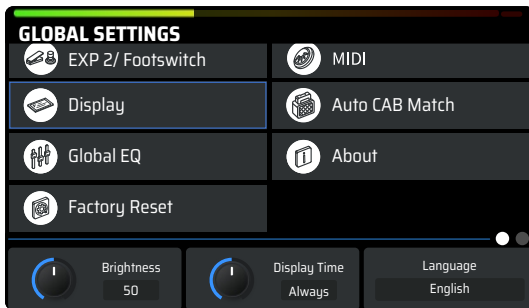 GLOBAL SETTINGS
EXP 2/ Footswitch
MIDI
Display
Auto CAB Match
Global EQ
About
Factory Reset
Brightness
50
Display Time
Always
Language
English